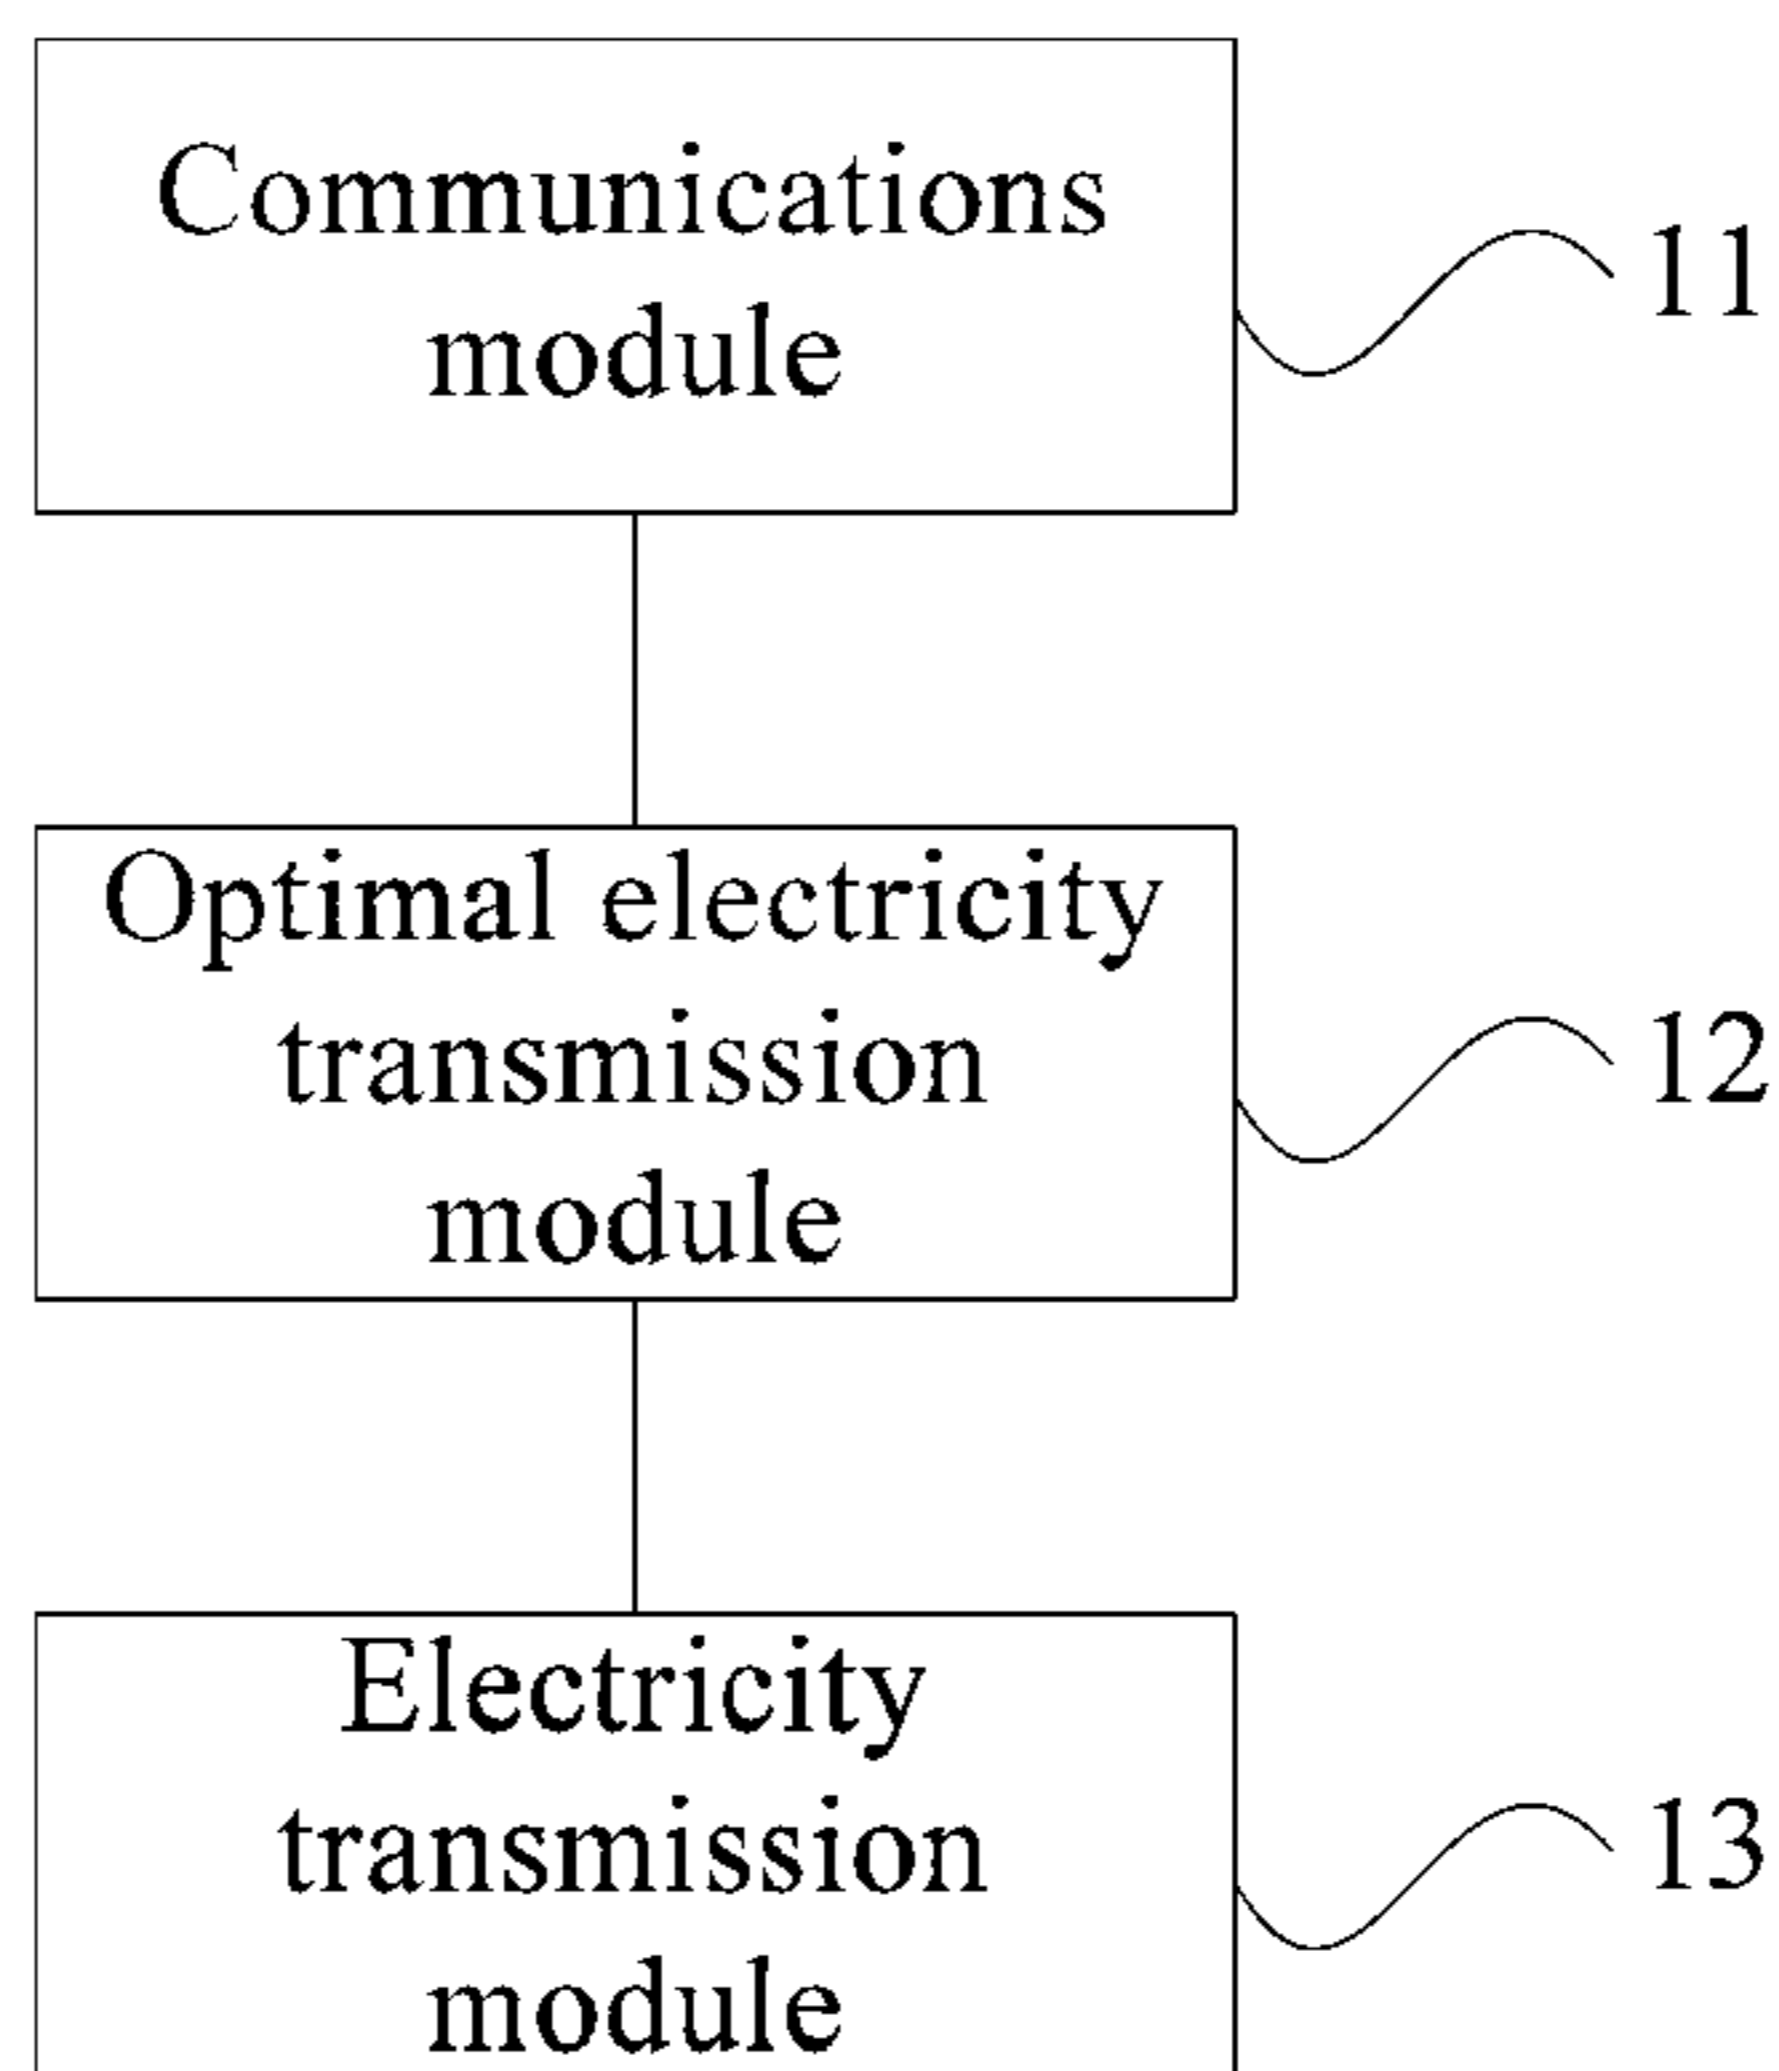 Communications
module
11
Optimal electricity
transmission
module
12
Electricity
transmission
module
13